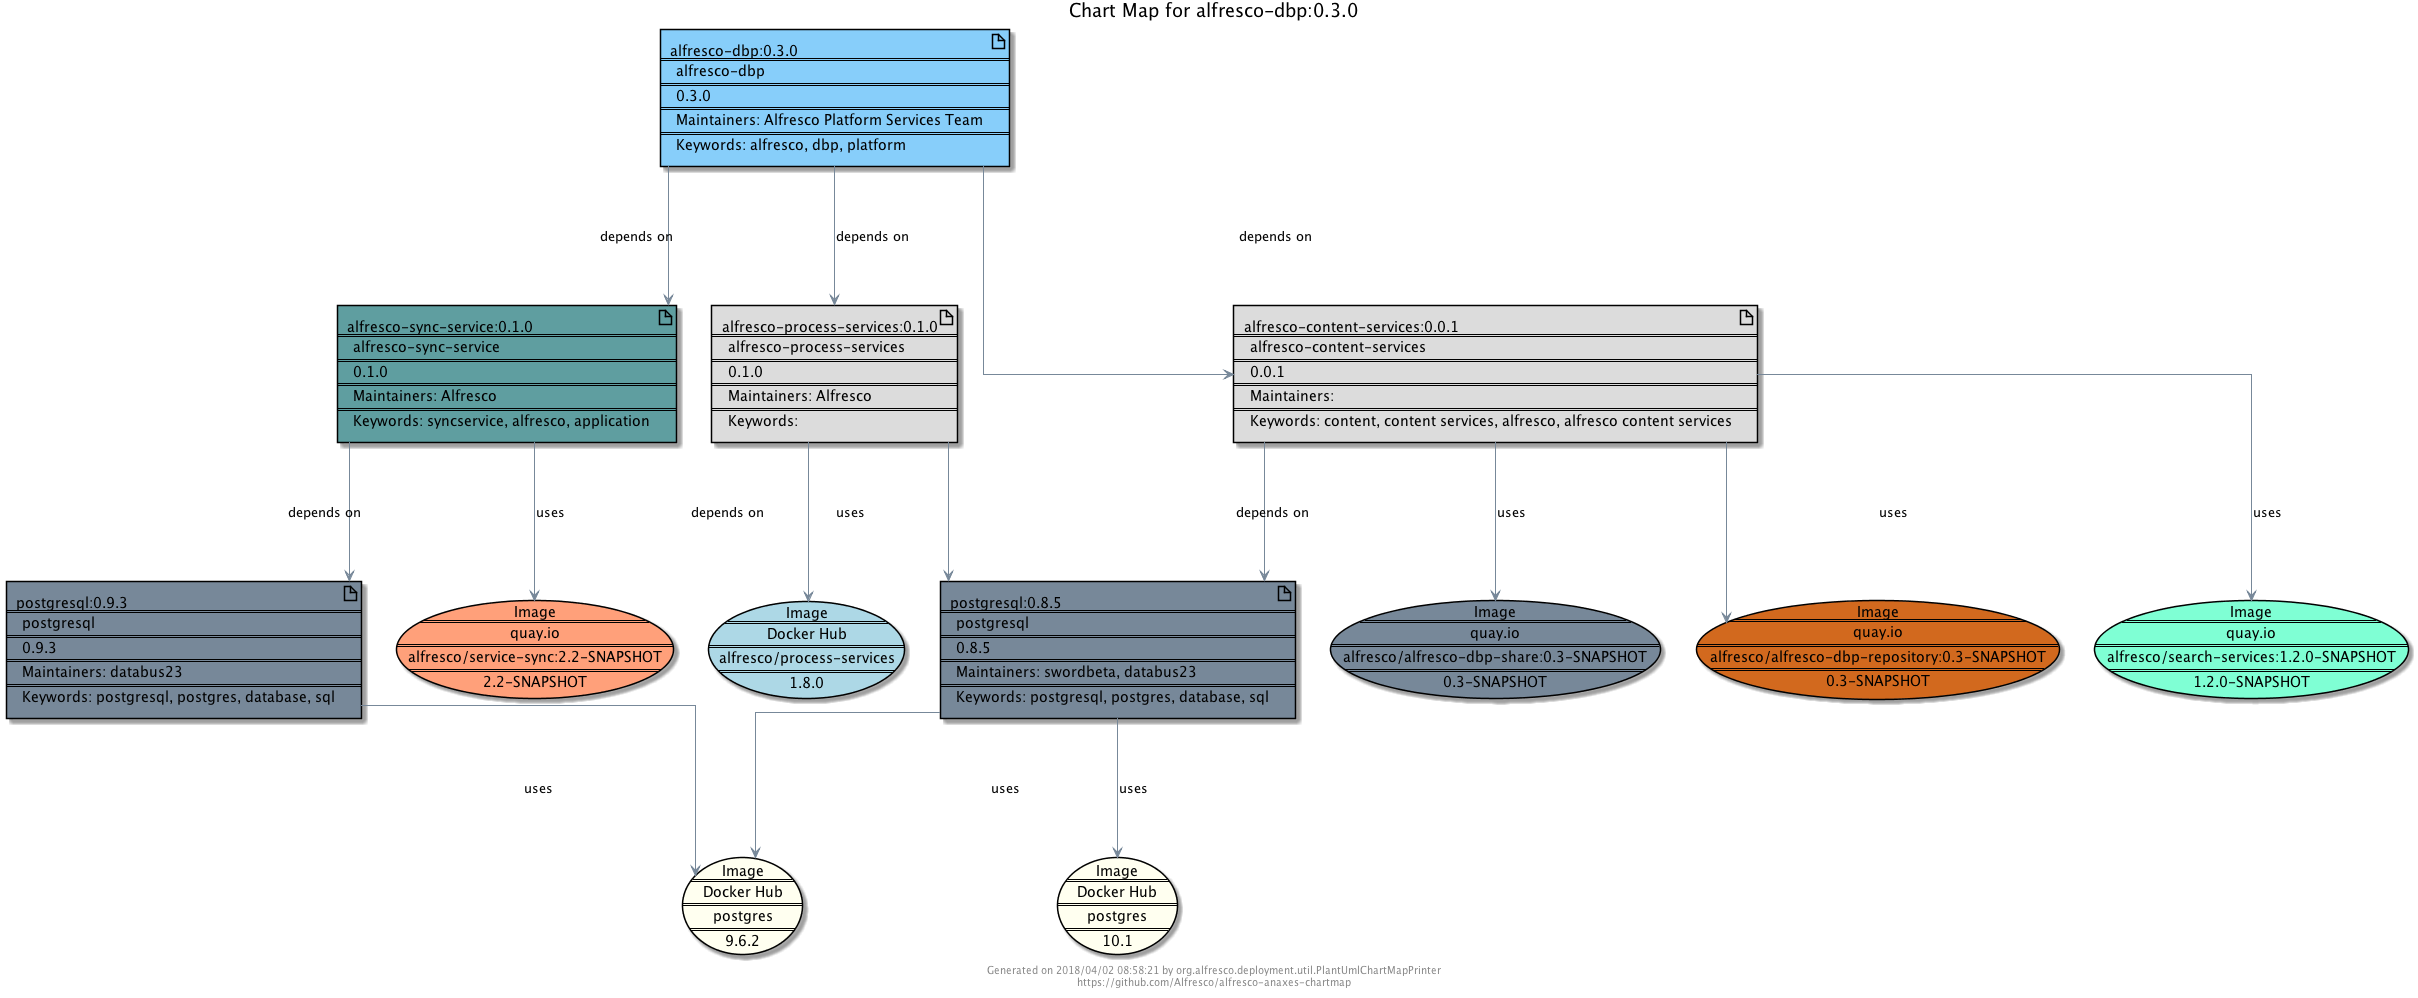 Chart Map for alfresco-dbp:0.3.0
alfresco-dbp:0.3.0
alfresco-dbp
0.3.0
Maintainers: Alfresco Platform Services Team
Keywords: alfresco, dbp, platform
depends on
depends on
depends on
alfresco-sync-service:0.1.0
alfresco-sync-service
0.1.0
Maintainers: Alfresco
Keywords: syncservice, alfresco, application
alfresco-process-services:0.1.0
alfresco-process-services
0.1.0
Maintainers: Alfresco
Keywords:
alfresco-content-services:0.0.1
alfresco-content-services
0.0.1
Maintainers:
Keywords: content, content services, alfresco, alfresco content services
depends on
uses
depends on
uses
depends on
uses
uses
uses
postgresql:0.9.3
postgresql
0.9.3
Maintainers: databus23
Keywords: postgresql, postgres, database, sql
Image
quay.io
alfresco/service-sync:2.2-SNAPSHOT
2.2-SNAPSHOT
Image
Docker Hub
alfresco/process-services
1.8.0
postgresql:0.8.5
postgresql
0.8.5
Maintainers: swordbeta, databus23
Keywords: postgresql, postgres, database, sql
Image
quay.io
alfresco/alfresco-dbp-share:0.3-SNAPSHOT
0.3-SNAPSHOT
Image
quay.io
alfresco/alfresco-dbp-repository:0.3-SNAPSHOT
0.3-SNAPSHOT
Image
quay.io
alfresco/search-services:1.2.0-SNAPSHOT
1.2.0-SNAPSHOT
uses
uses
uses
Image
Docker Hub
postgres
9.6.2
Image
Docker Hub
postgres
10.1
Generated on 2018/04/02 08:58:21 by org.alfresco.deployment.util.PlantUmlChartMapPrinter
https://github.com/Alfresco/alfresco-anaxes-chartmap